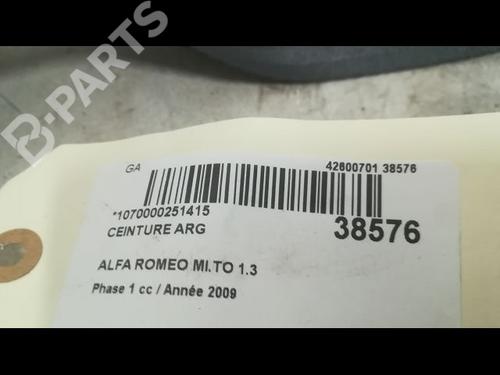 B-PARTS
GA
42600701 38576
*1070000251415
38576
CEINTURE ARG
ALFA ROMEO MI.TO 1.3
Phase 1 cc / Année 2009